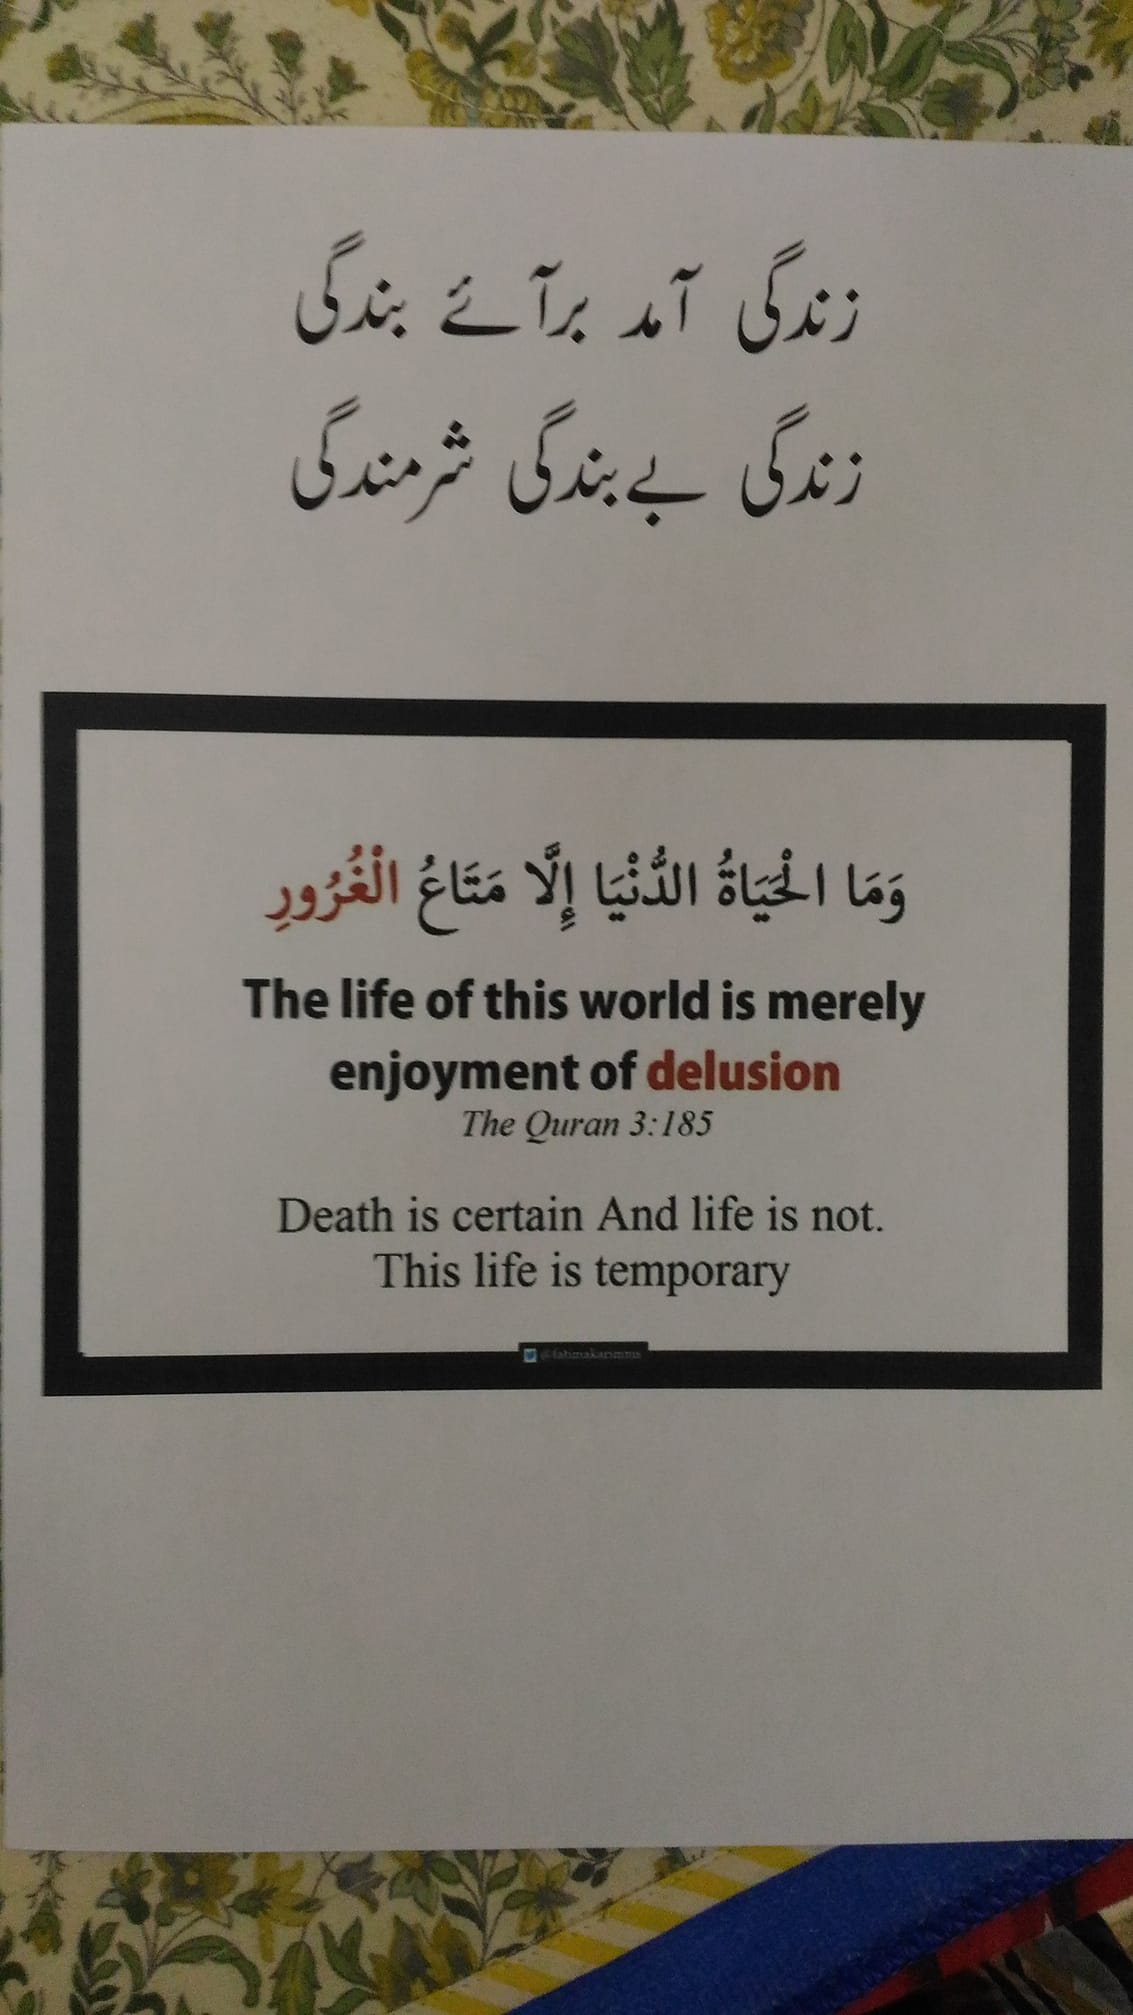 زندگی آمد برآئے بندگی
زندگی بے بندگی شرمندگی
وَمَا الْحَيَاةُ الدُّنْيَا إِلَّا مَتَاعُ الْغُرُورِ
The life of this world is merely
enjoyment of delusion
The Quran 3:185
Death is certain And life is not.
This life is temporary